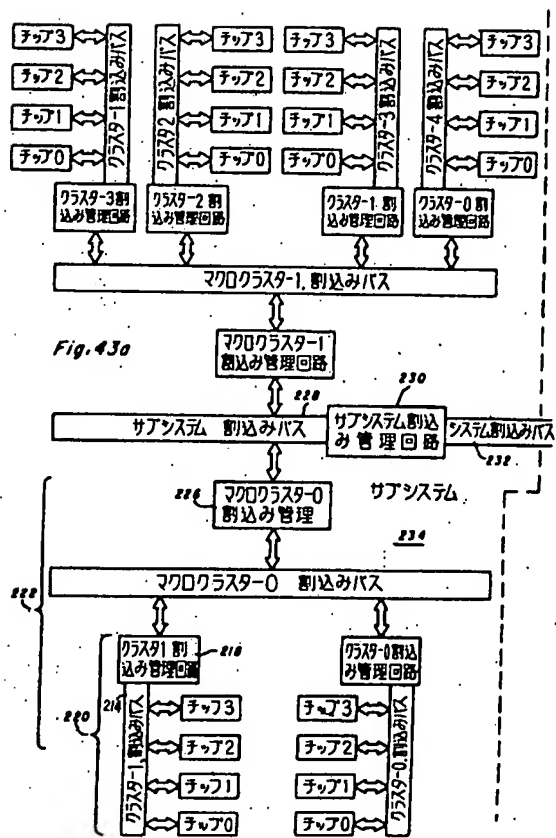 チップ3
チップ2
チップ1
チップ0
クラスター1 割込みバス
クラスター3割
込み管理回路
チップ3
チップ2
チップ1
チップ0
クラスター2 割込みバス
クラスター2 割
込み管理回路
チップ3
チップ2
チップ1
チップ0
クラスター3 割込みバス
クラスター1 割
込み管理回路
チップ3
チップ2
チップ1
チップ0
クラスター4 割込みバス
クラスター0 割
込み管理回路
マクロクラスター1, 割込みバス
Fig.43a
マクロクラスター1
割込み管理回路
228
230
サブシステム 割込みバス
サブシステム割込
み管理回路
システム割込みバス
232
226
マクロクラスター0
割込み管理
サブシステム
234
マクロクラスター0 割込みバス
222
クラスター1 割
込み管理回路
218
クラスター0割込
み管理回路
214
220
クラスター1, 割込みバス
チップ3
チップ2
チップ1
チップ0
チップ3
チップ2
チップ1
チップ0
クラスター0, 割込みバス